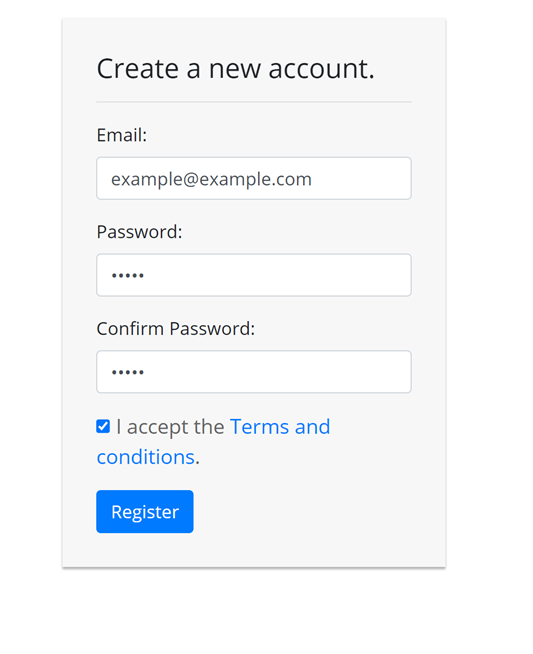 Create a new account.
Email:
example@example.com
Password:
•••••
Confirm Password:
•••••
I accept the Terms and
conditions.
Register